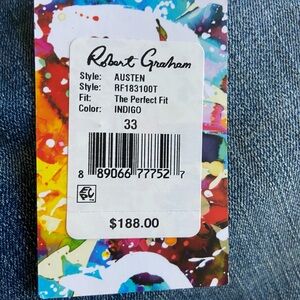 Robert Graham
Style: AUSTEN
Style: RF183100T
Fit: The Perfect Fit
Color: INDIGO
33
8 89066 77752 7
$188.00